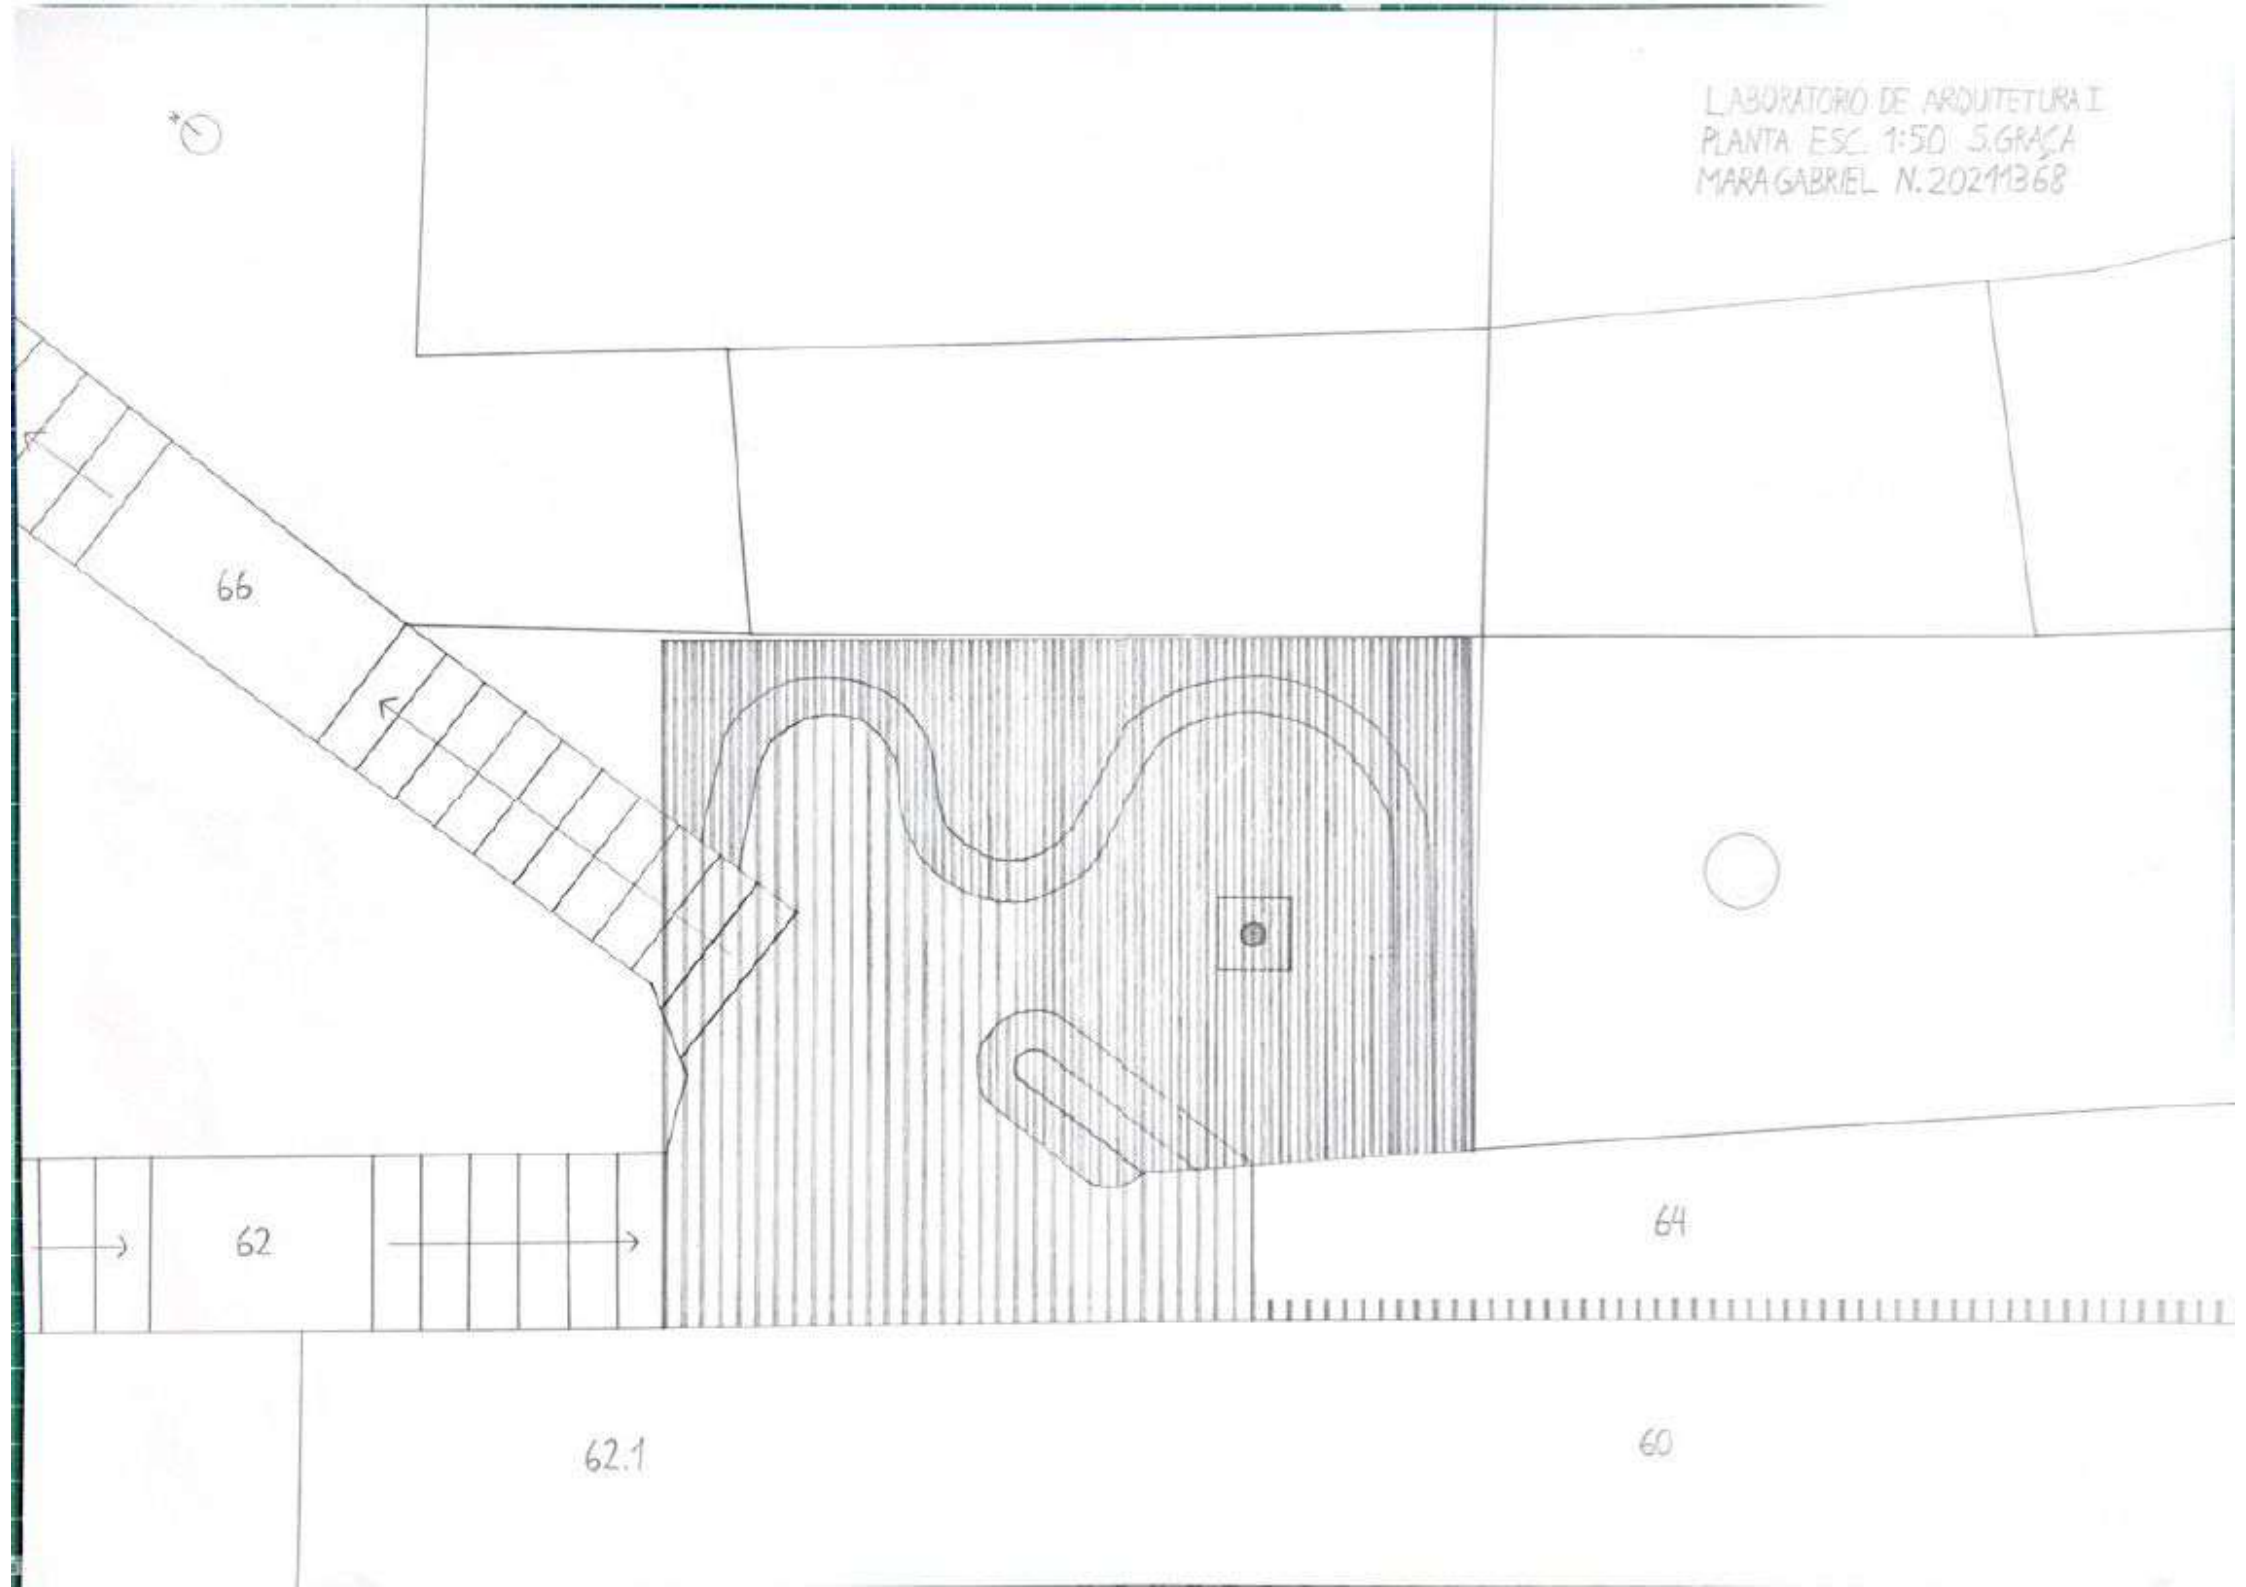 N
LABORATORIO DE ARQUITETURA I
PLANTA ESC. 1:50 S.GRAÇA
MARA GABRIEL N.20211368
66
62
64
62.1
60